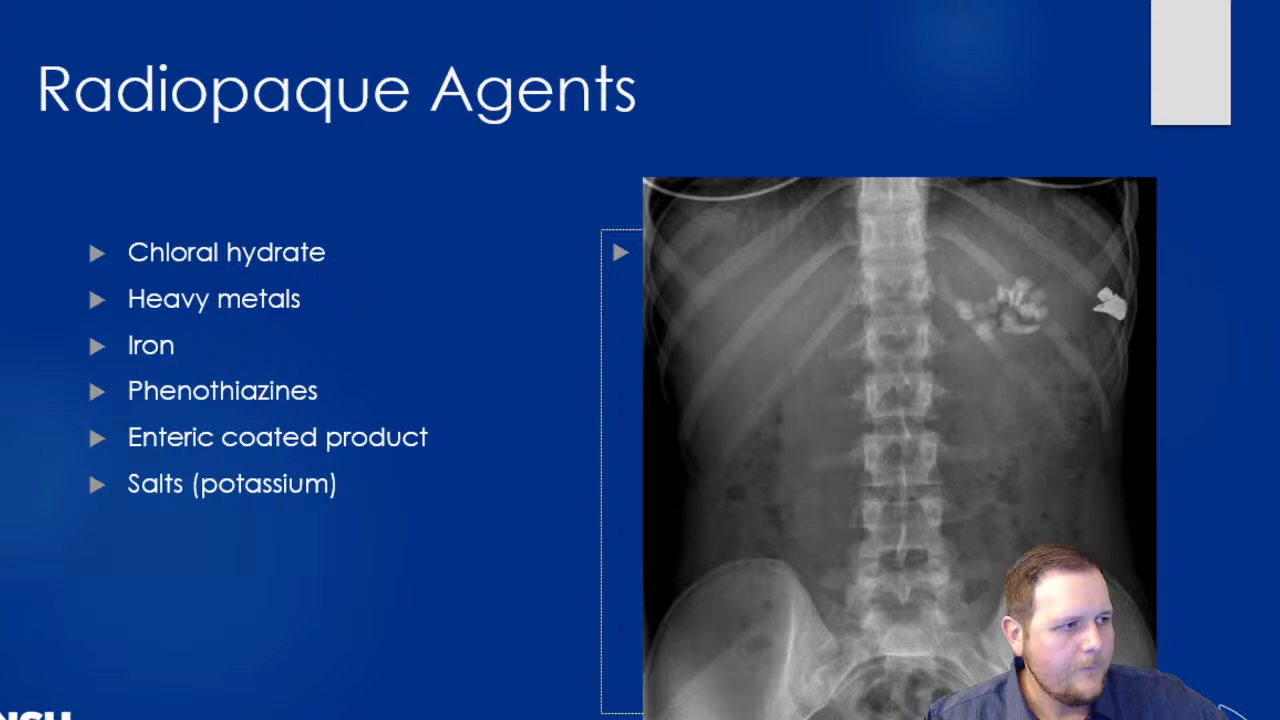 Radiopaque Agents
Chloral hydrate
Heavy metals
Iron
Phenothiazines
Enteric coated product
Salts (potassium)